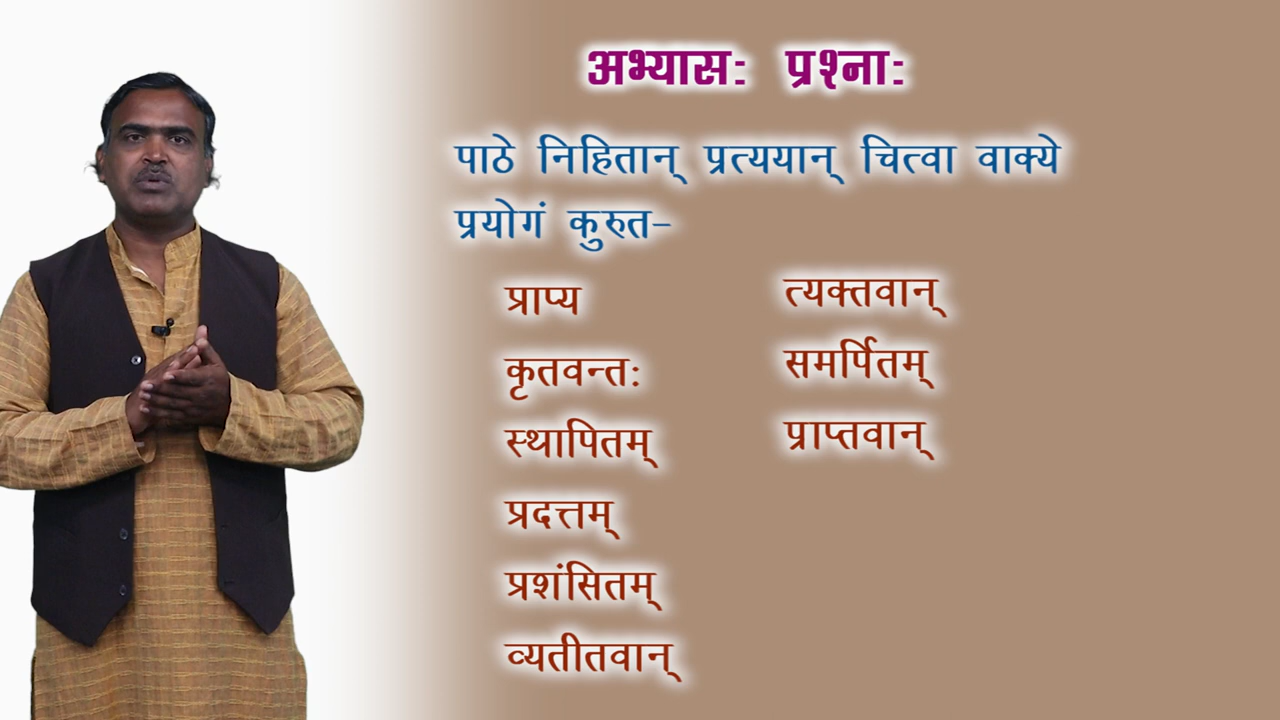 अभ्यासः प्रश्नाः
पाठे निहितान् प्रत्ययान् चित्वा वाक्ये
प्रयोगं कुरुत-
प्राप्य
कृतवन्तः
स्थापितम्
प्रदत्तम्
प्रशंसितम्
व्यतीतवान्
त्यक्तवान्
समर्पितम्
प्राप्तवान्